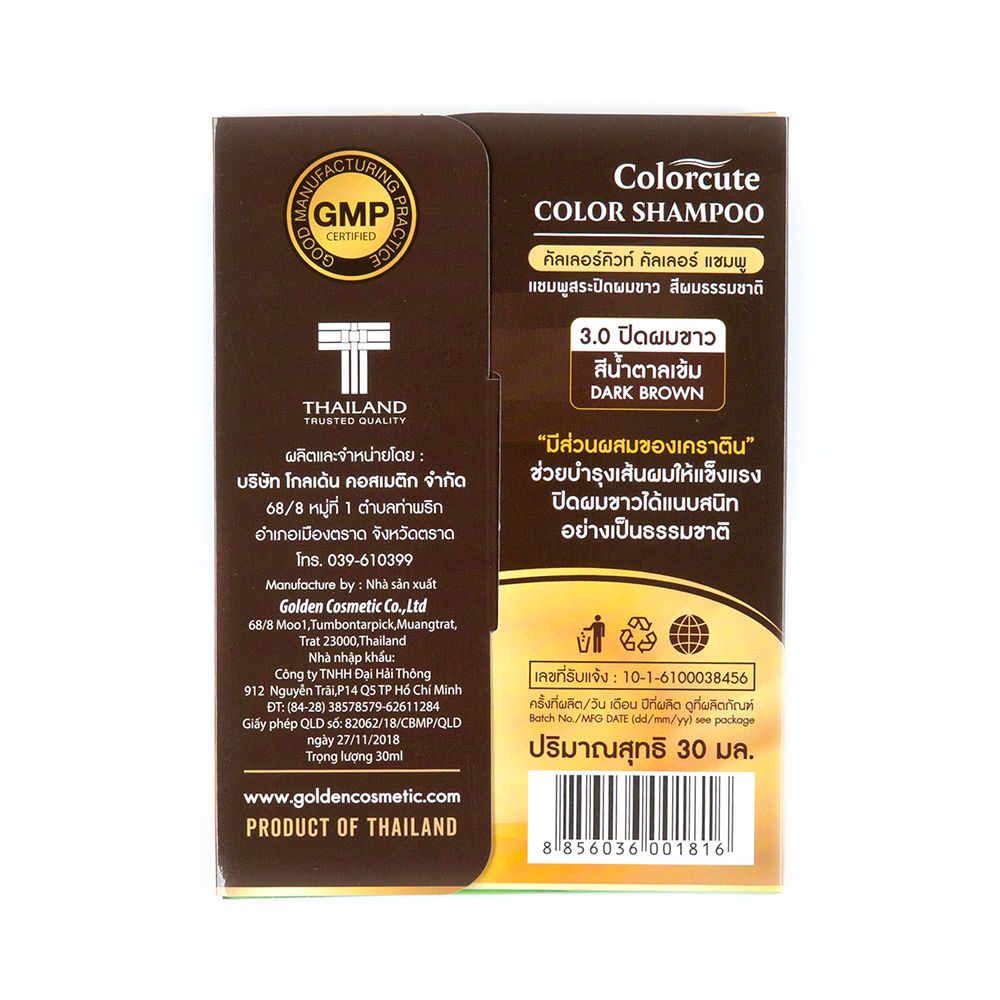 GOOD MANUFACTURING PRACTICE
GMP
CERTIFIED
THAILAND
TRUSTED QUALITY
ผลิตและจำหน่ายโดย :
บริษัท โกลเด้น คอสเมติก จำกัด
68/8 หมู่ที่ 1 ตำบลท่าพริก
อำเภอเมืองตราด จังหวัดตราด
โทร. 039-610399
Manufacture by : Nhà sản xuất
Golden Cosmetic Co.,Ltd
68/8 Moo1,Tumbontarpick,Muangtrat,
Trat 23000,Thailand
Nhà nhập khẩu:
Công ty TNHH Đại Hải Thông
912 Nguyễn Trãi,P14 Q5 TP Hồ Chí Minh
ĐT: (84-28) 38578579-62611284
Giấy phép QLD số: 82062/18/CBMP/QLD
ngày 27/11/2018
Trọng lượng 30ml
www.goldencosmetic.com
PRODUCT OF THAILAND
Colorcute
COLOR SHAMPOO
คัลเลอร์คิวท์ คัลเลอร์ แชมพู
แชมพูสระปิดผมขาว สีผมธรรมชาติ
3.0 ปิดผมขาว
สีน้ำตาลเข้ม
DARK BROWN
“มีส่วนผสมของเคราติน”
ช่วยบำรุงเส้นผมให้แข็งแรง
ปิดผมขาวได้แนบสนิท
อย่างเป็นธรรมชาติ
เลขที่รับแจ้ง : 10-1-6100038456
ครั้งที่ผลิต/วัน เดือน ปีที่ผลิต ดูที่ผลิตภัณฑ์
Batch No./MFG DATE (dd/mm/yy) see package
ปริมาณสุทธิ 30 มล.
8 856036 001816